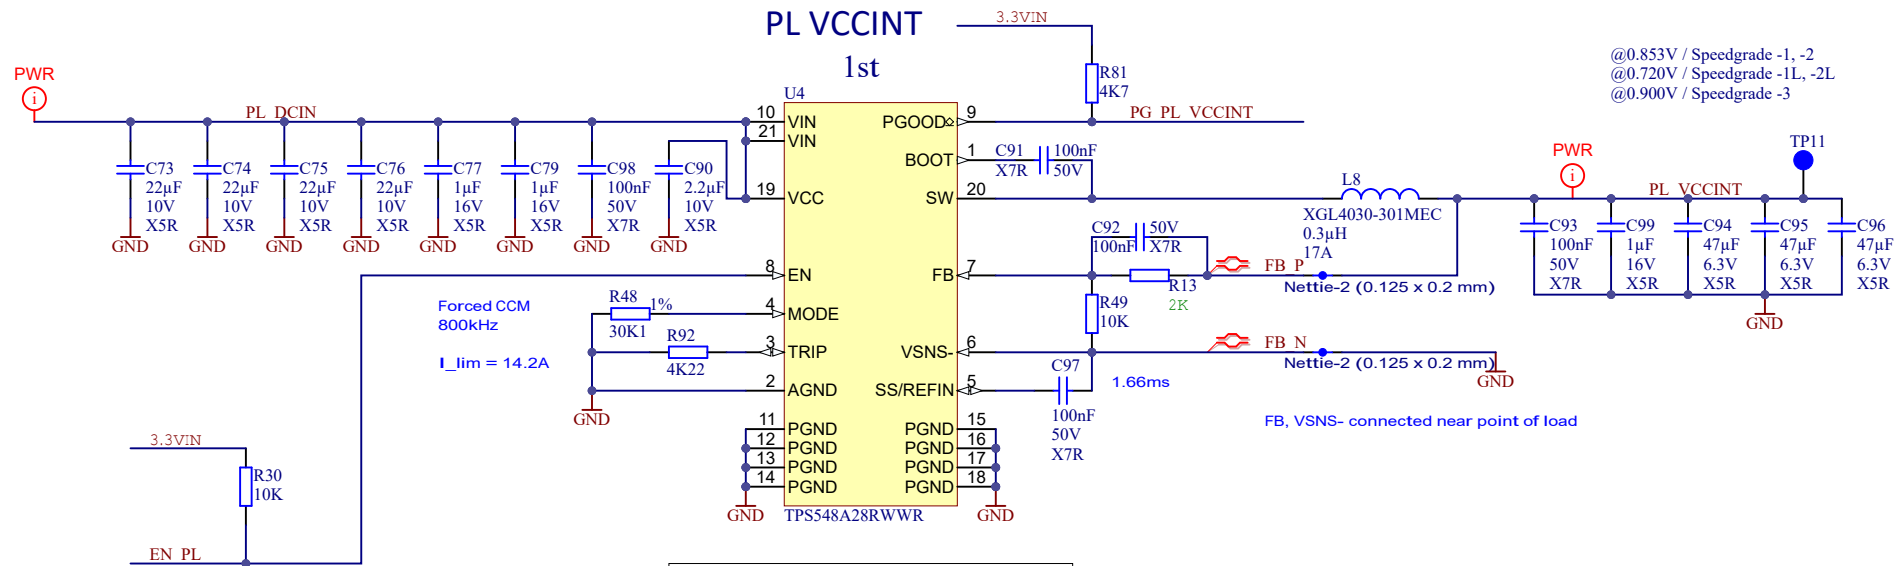 PL VCCINT
1st
3.3VIN
R81
4K7
@0.853V / Speedgrade -1, -2
@0.720V / Speedgrade -1L, -2L
@0.900V / Speedgrade -3
PWR
i
PL_DCIN
C73
22µF
10V
X5R
GND
C74
22µF
10V
X5R
GND
C75
22µF
10V
X5R
GND
C76
22µF
10V
X5R
GND
C77
1µF
16V
X5R
GND
C79
1µF
16V
X5R
GND
C98
100nF
50V
X7R
GND
C90
2.2µF
10V
X5R
GND
U4
10 VIN
21 VIN
19 VCC
8 EN
4 MODE
3 TRIP
2 AGND
11 PGND
12 PGND
13 PGND
14 PGND
PGOOD 9
BOOT 1
SW 20
FB 7
VSNS- 6
SS/REFIN 5
PGND 15
PGND 16
PGND 17
PGND 18
TPS548A28RWWR
GND
GND
PG_PL_VCCINT
C91
X7R
100nF
50V
L8
XGL4030-301MEC
0.3µH
17A
C92
100nF
50V
X7R
R13
2K
FB_P
Nettie-2 (0.125 x 0.2 mm)
R49
10K
FB_N
Nettie-2 (0.125 x 0.2 mm)
GND
C97
100nF
50V
X7R
1.66ms
FB, VSNS- connected near point of load
PWR
i
PL_VCCINT
TP11
C93
100nF
50V
X7R
C99
1µF
16V
X5R
C94
47µF
6.3V
X5R
C95
47µF
6.3V
X5R
C96
47µF
6.3V
X5R
GND
Forced CCM
800kHz
I_lim = 14.2A
R48
1%
30K1
R92
4K22
GND
3.3VIN
R30
10K
EN_PL